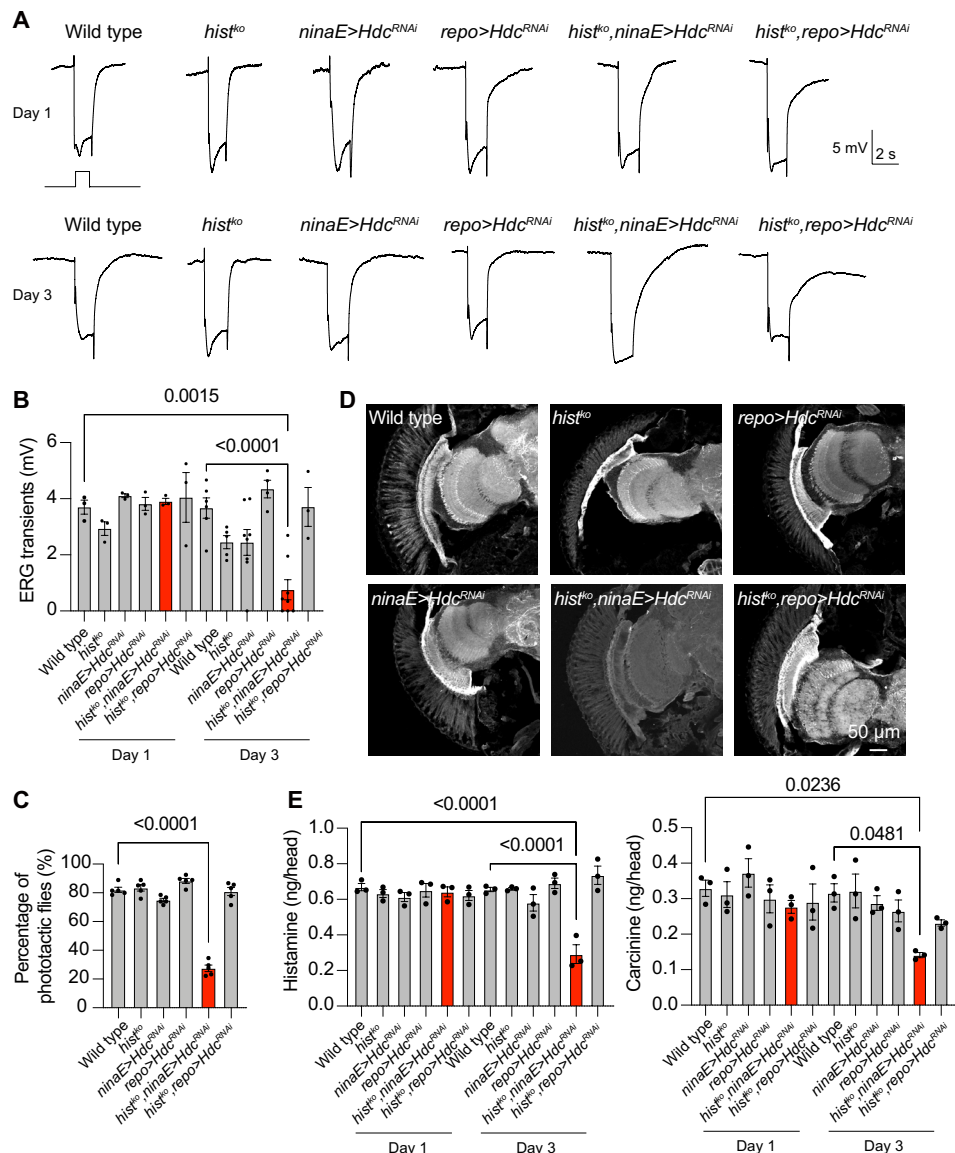 A
Wild type hist^ko ninaE>Hdc^RNAi repo>Hdc^RNAi hist^ko,ninaE>Hdc^RNAi hist^ko,repo>Hdc^RNAi
Day 1
5 mV 2 s
Wild type hist^ko ninaE>Hdc^RNAi repo>Hdc^RNAi hist^ko,ninaE>Hdc^RNAi hist^ko,repo>Hdc^RNAi
Day 3
B
0.0015
<0.0001
ERG transients (mV)
6
4
2
0
Wild type
hist^ko
ninaE>Hdc^RNAi
repo>Hdc^RNAi
hist^ko,ninaE>Hdc^RNAi
hist^ko,repo>Hdc^RNAi
Wild type
hist^ko
ninaE>Hdc^RNAi
repo>Hdc^RNAi
hist^ko,ninaE>Hdc^RNAi
hist^ko,repo>Hdc^RNAi
Day 1 Day 3
D
Wild type hist^ko repo>Hdc^RNAi
ninaE>Hdc^RNAi hist^ko,ninaE>Hdc^RNAi hist^ko,repo>Hdc^RNAi
50 µm
C
<0.0001
Percentage of
phototactic flies (%)
100
80
60
40
20
0
Wild type
hist^ko
ninaE>Hdc^RNAi
repo>Hdc^RNAi
hist^ko,ninaE>Hdc^RNAi
hist^ko,repo>Hdc^RNAi
E
<0.0001
<0.0001
Histamine (ng/head)
1.0
0.8
0.6
0.4
0.2
0.0
Wild type
hist^ko
ninaE>Hdc^RNAi
repo>Hdc^RNAi
hist^ko,ninaE>Hdc^RNAi
hist^ko,repo>Hdc^RNAi
Wild type
hist^ko
ninaE>Hdc^RNAi
repo>Hdc^RNAi
hist^ko,ninaE>Hdc^RNAi
hist^ko,repo>Hdc^RNAi
Day 1 Day 3
0.0236
0.0481
Carcinine (ng/head)
0.5
0.4
0.3
0.2
0.1
0.0
Wild type
hist^ko
ninaE>Hdc^RNAi
repo>Hdc^RNAi
hist^ko,ninaE>Hdc^RNAi
hist^ko,repo>Hdc^RNAi
Wild type
hist^ko
ninaE>Hdc^RNAi
repo>Hdc^RNAi
hist^ko,ninaE>Hdc^RNAi
hist^ko,repo>Hdc^RNAi
Day 1 Day 3